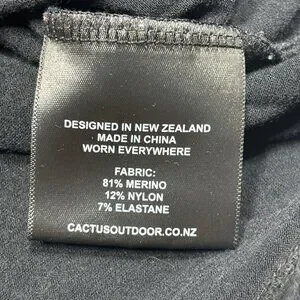 DESIGNED IN NEW ZEALAND
MADE IN CHINA
WORN EVERYWHERE
FABRIC:
81% MERINO
12% NYLON
7% ELASTANE
CACTUSOUTDOOR.CO.NZ